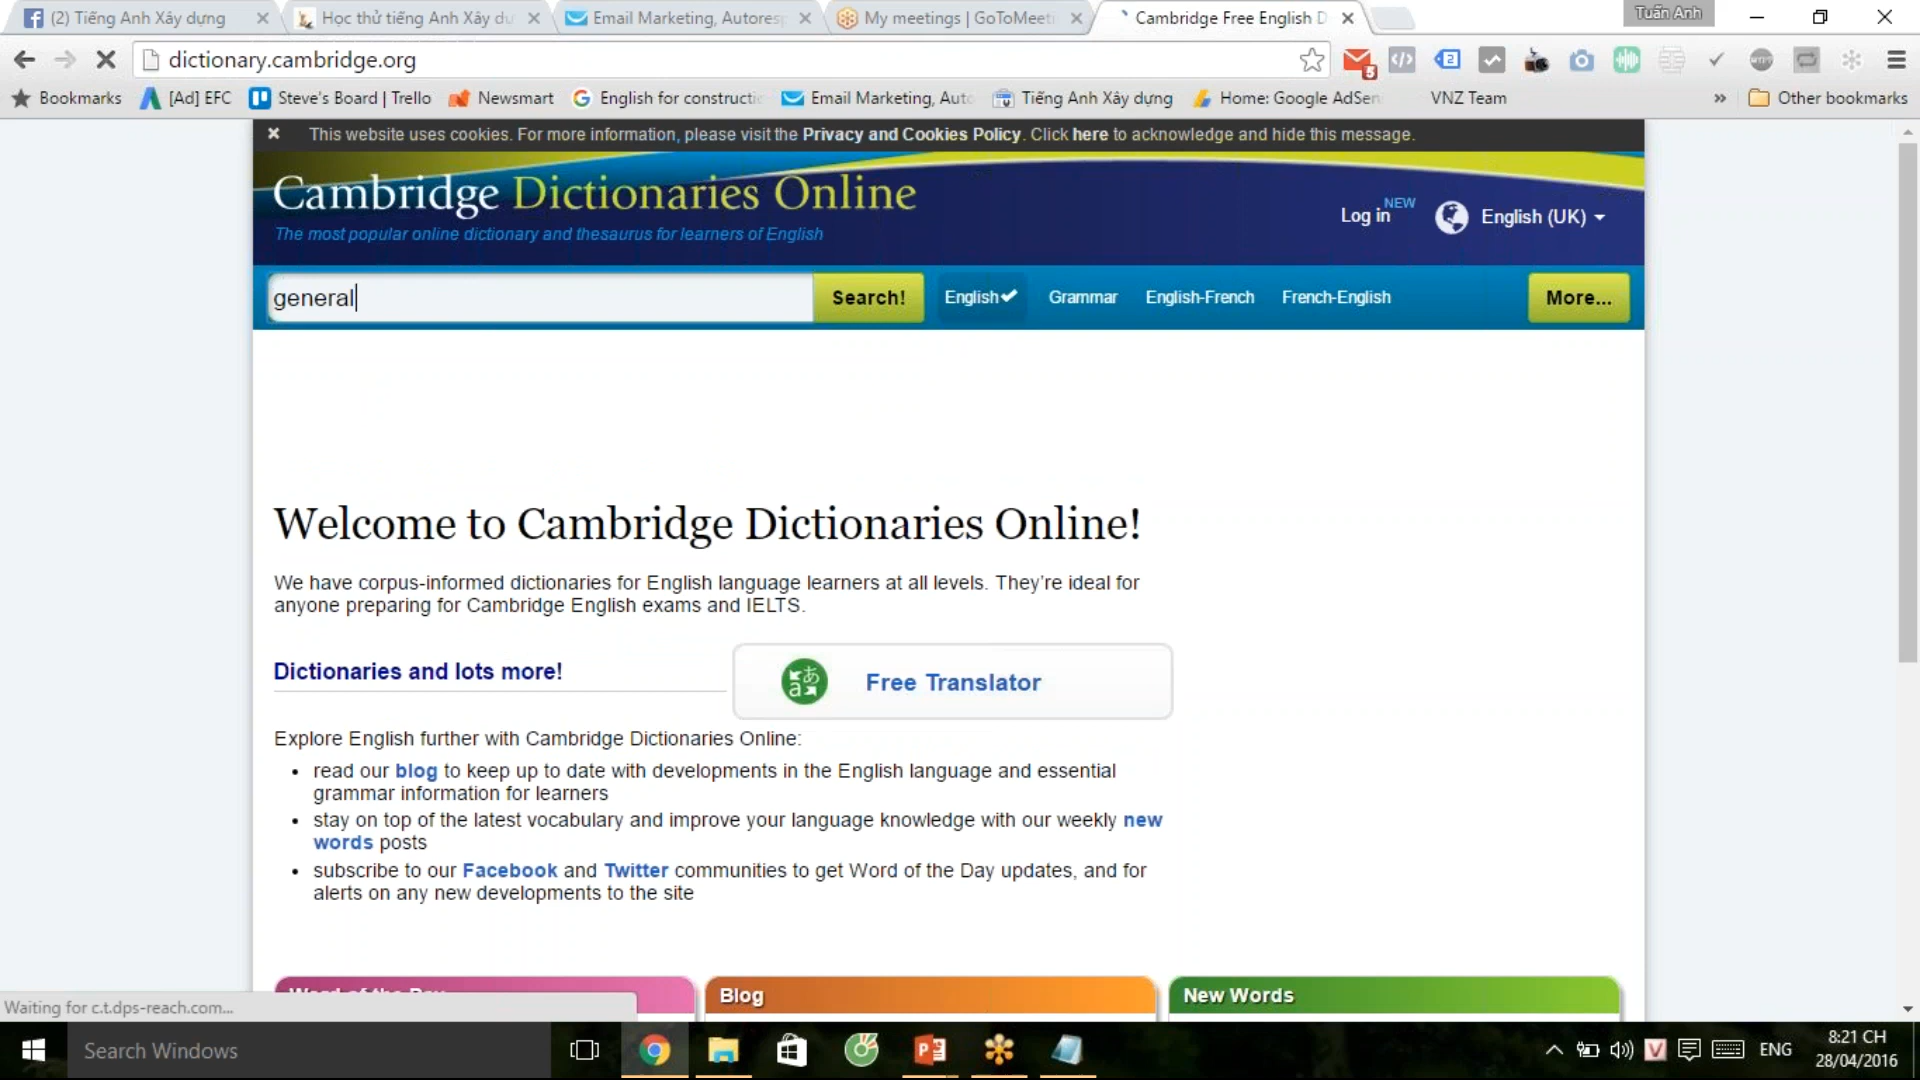 (2) Tiếng Anh Xây dựng
Học thử tiếng Anh Xây dự
Email Marketing, Autoresp
My meetings | GoToMeeti
Cambridge Free English D
Tuấn Anh
dictionary.cambridge.org
5
2
Bookmarks
[Ad] EFC
Steve's Board | Trello
Newsmart
English for constructi
Email Marketing, Auto
Tiếng Anh Xây dựng
Home: Google AdSen
VNZ Team
»
Other bookmarks
This website uses cookies. For more information, please visit the Privacy and Cookies Policy. Click here to acknowledge and hide this message.
Cambridge Dictionaries Online
The most popular online dictionary and thesaurus for learners of English
Log in NEW
English (UK)
general
Search!
English
Grammar
English-French
French-English
More...
Welcome to Cambridge Dictionaries Online!
We have corpus-informed dictionaries for English language learners at all levels. They're ideal for
anyone preparing for Cambridge English exams and IELTS.
Dictionaries and lots more!
Free Translator
Explore English further with Cambridge Dictionaries Online:
• read our blog to keep up to date with developments in the English language and essential
grammar information for learners
• stay on top of the latest vocabulary and improve your language knowledge with our weekly new
words posts
• subscribe to our Facebook and Twitter communities to get Word of the Day updates, and for
alerts on any new developments to the site
Word of the Day
Blog
New Words
Waiting for c.t.dps-reach.com...
Search Windows
ENG
8:21 CH
28/04/2016